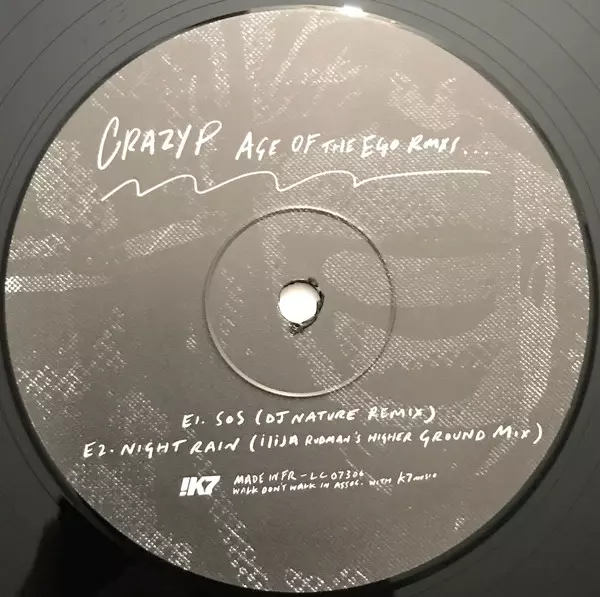 CRAZY P. AGE OF THE EGO RMXS...
E1. SOS (DJ NATURE REMIX)
E2. NIGHT RAIN (ILIJA RUDMAN'S HIGHER GROUND MIX)
!K7 MADE IN FR - LC 07306
WALK DON'T WALK IN ASSOC. WITH K7 MUSIC